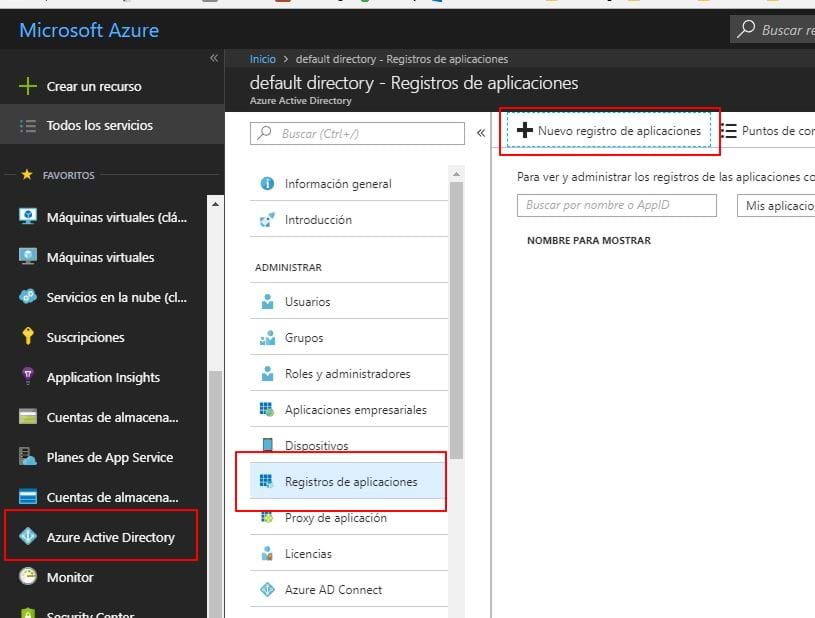 Microsoft Azure
Buscar re
Inicio > default directory - Registros de aplicaciones
default directory - Registros de aplicaciones
Azure Active Directory
Crear un recurso
Todos los servicios
FAVORITOS
Máquinas virtuales (clá...
Máquinas virtuales
Servicios en la nube (cl...
Suscripciones
Application Insights
Cuentas de almacena...
Planes de App Service
Cuentas de almacena...
Azure Active Directory
Monitor
Security Center
Buscar (Ctrl+/)
Información general
Introducción
ADMINISTRAR
Usuarios
Grupos
Roles y administradores
Aplicaciones empresariales
Dispositivos
Registros de aplicaciones
Proxy de aplicación
Licencias
Azure AD Connect
Nuevo registro de aplicaciones
Puntos de con
Para ver y administrar los registros de las aplicaciones co
Buscar por nombre o AppID
Mis aplicacio
NOMBRE PARA MOSTRAR